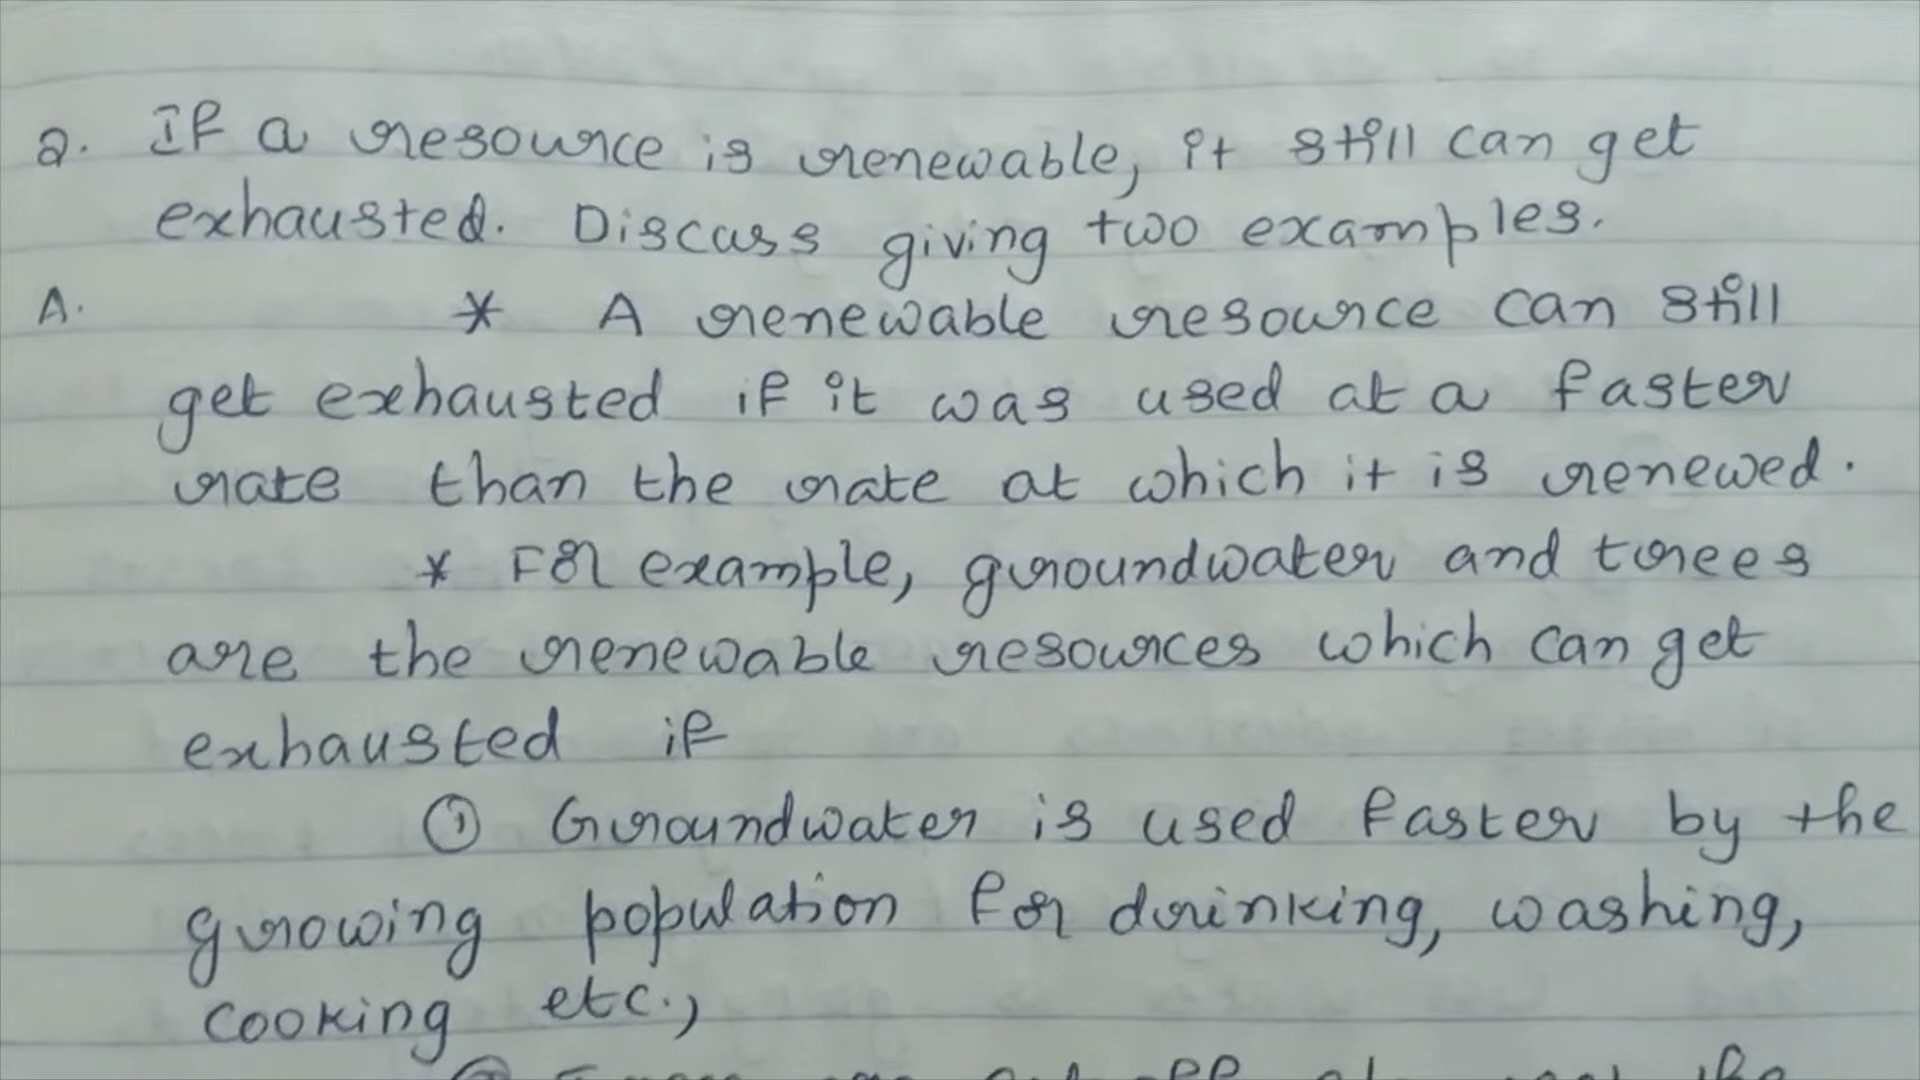 2. If a resource is renewable, it still can get
exhausted. Discuss giving two examples.
A. * A renewable resource can still
get exhausted if it was used at a faster
rate than the rate at which it is renewed.
* For example, groundwater and trees
are the renewable resources which can get
exhausted if
① Groundwater is used faster by the
growing population for drinking, washing,
cooking etc.,